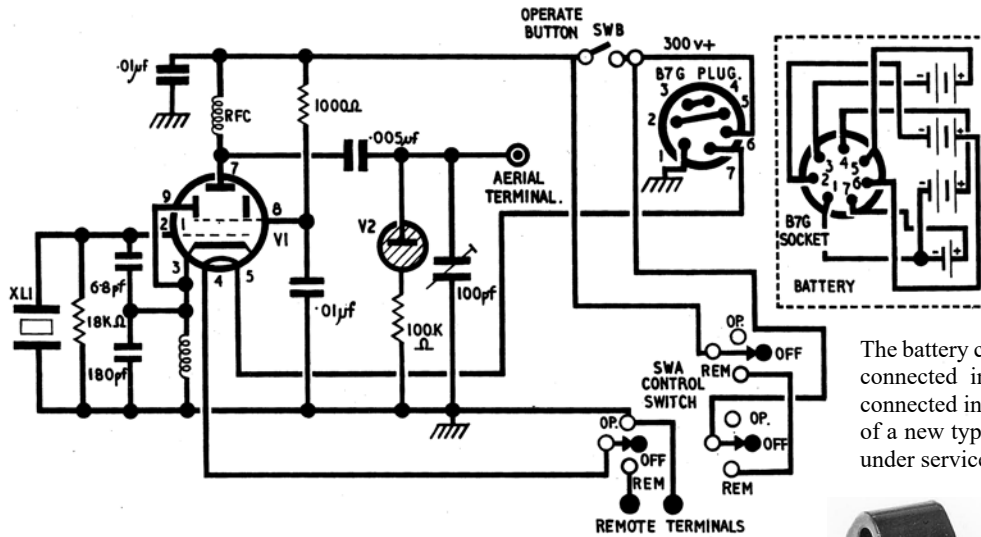 OPERATE
BUTTON SWB
300 V+
B7G PLUG.
3 4
2 5
1 6
7
.01µf
RFC
1000Ω
.005µf
AERIAL
TERMINAL.
7
9
2 8
V1
3
4 5
V2
XL1
6·8pf
18KΩ
180pf
.01µf
100K
Ω
100pf
3 4 5
2 1 7 6
B7G
SOCKET
BATTERY
- +
- +
- +
- +
OP.
OFF
REM
SWA
CONTROL
SWITCH
OP.
OFF
REM
OP.
OFF
REM
REMOTE TERMINALS
The battery c
connected in
connected in
of a new typ
under service